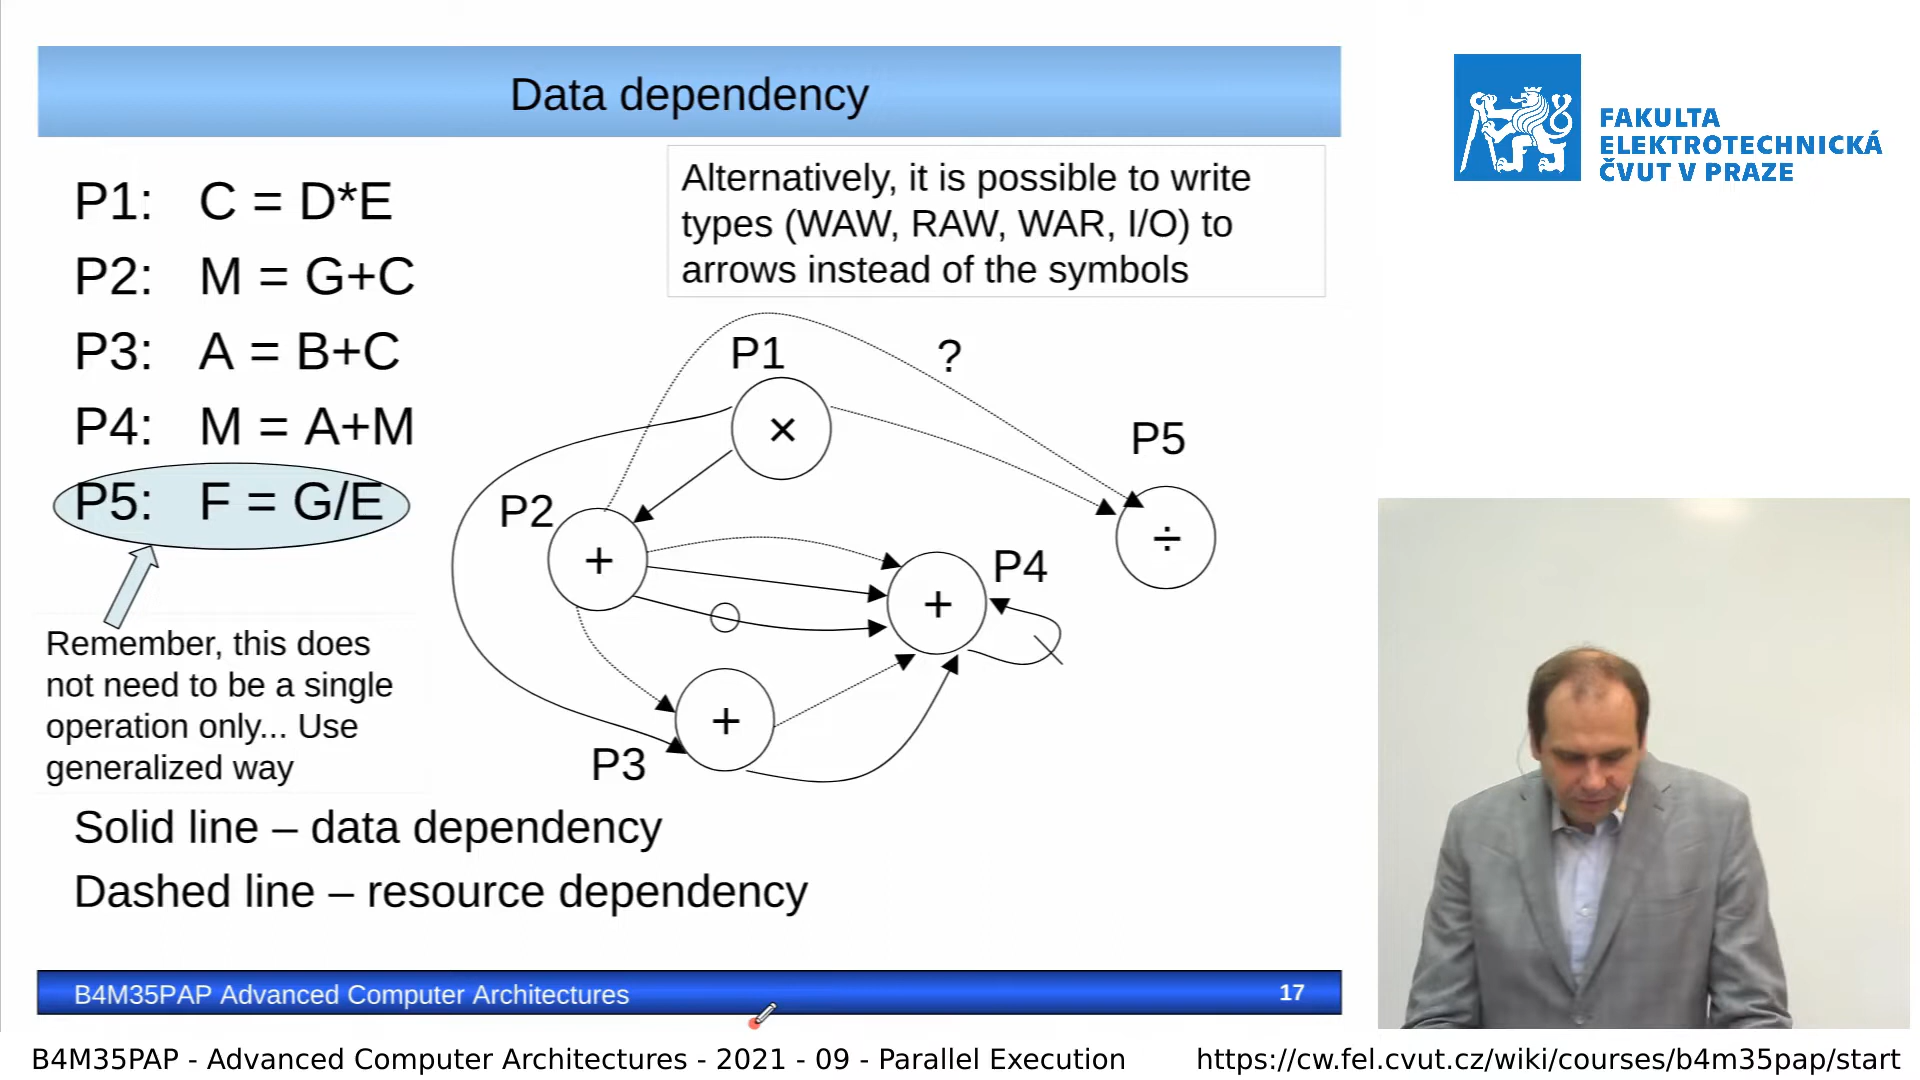 Data dependency
FAKULTA
ELEKTROTECHNICKÁ
ČVUT V PRAZE
P1: C = D*E
P2: M = G+C
P3: A = B+C
P4: M = A+M
P5: F = G/E
Alternatively, it is possible to write
types (WAW, RAW, WAR, I/O) to
arrows instead of the symbols
P1
?
×
P5
P2
÷
+
P4
+
+
P3
Remember, this does
not need to be a single
operation only... Use
generalized way
Solid line – data dependency
Dashed line – resource dependency
B4M35PAP Advanced Computer Architectures
17
B4M35PAP - Advanced Computer Architectures - 2021 - 09 - Parallel Execution
https://cw.fel.cvut.cz/wiki/courses/b4m35pap/start